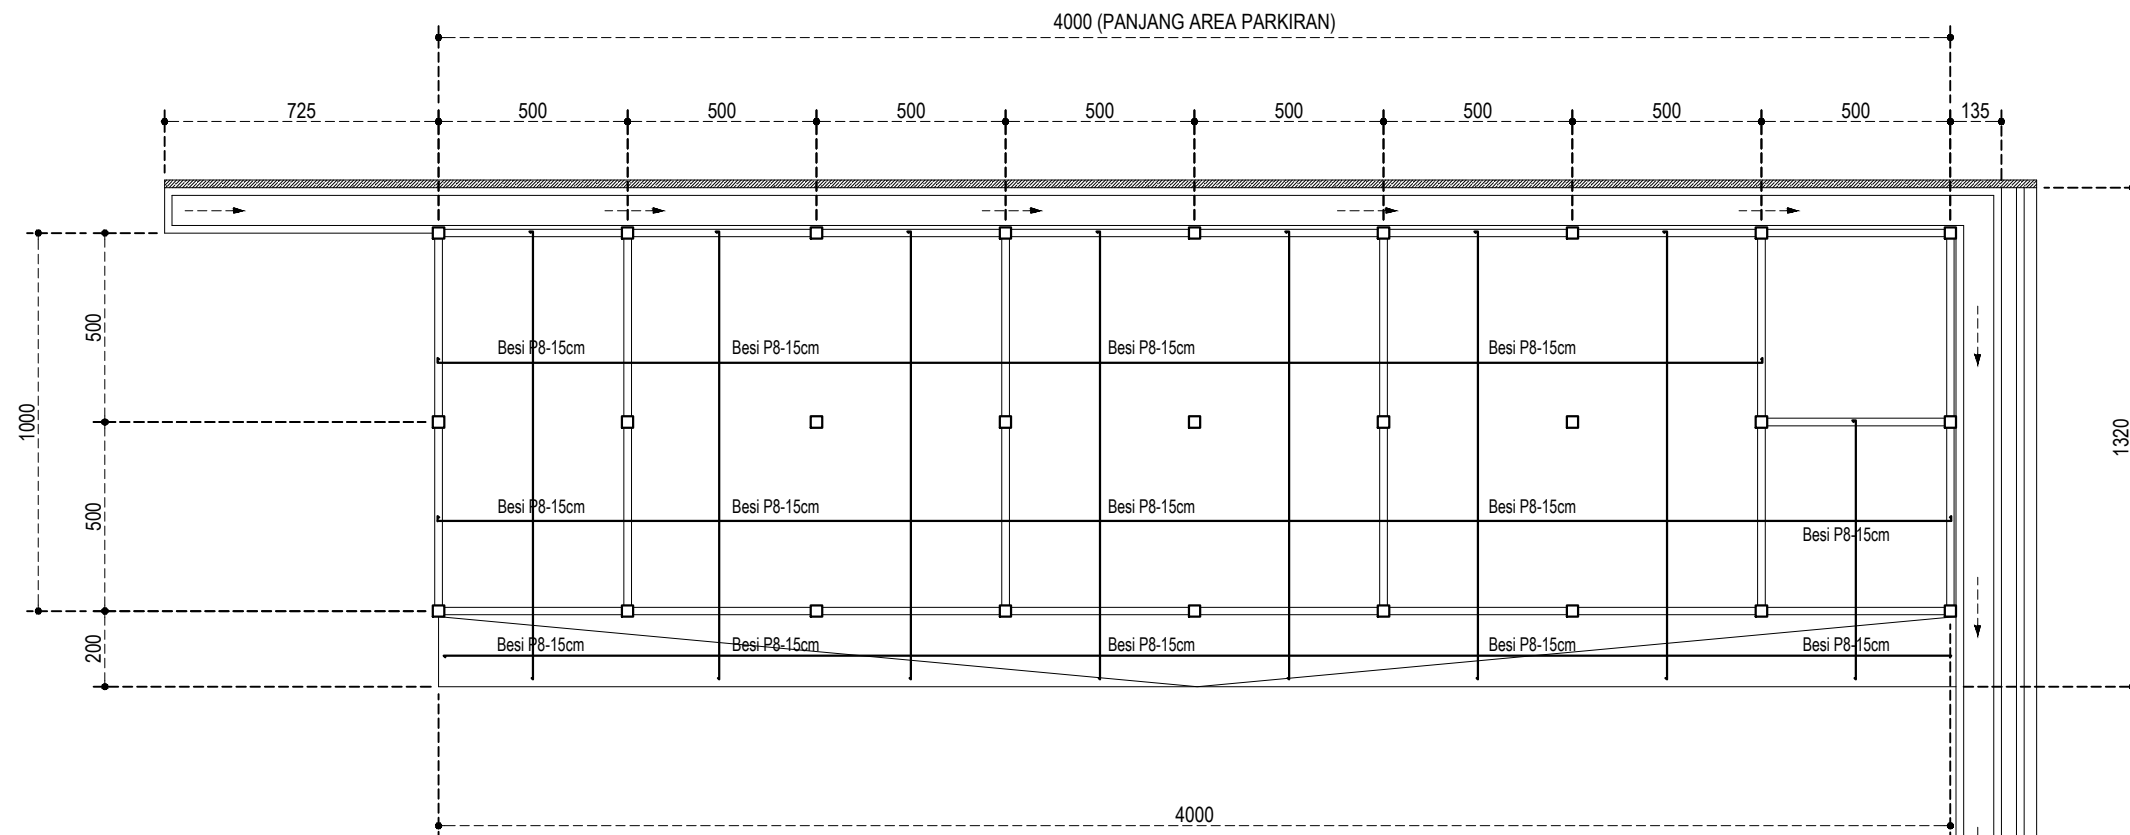 4000 (PANJANG AREA PARKIRAN)
725 500 500 500 500 500 500 500 500 135
500
Besi P8-15cm Besi P8-15cm Besi P8-15cm Besi P8-15cm
1000
1320
500
Besi P8-15cm Besi P8-15cm Besi P8-15cm Besi P8-15cm
Besi P8-15cm
200
Besi P8-15cm Besi P8-15cm Besi P8-15cm Besi P8-15cm Besi P8-15cm
4000